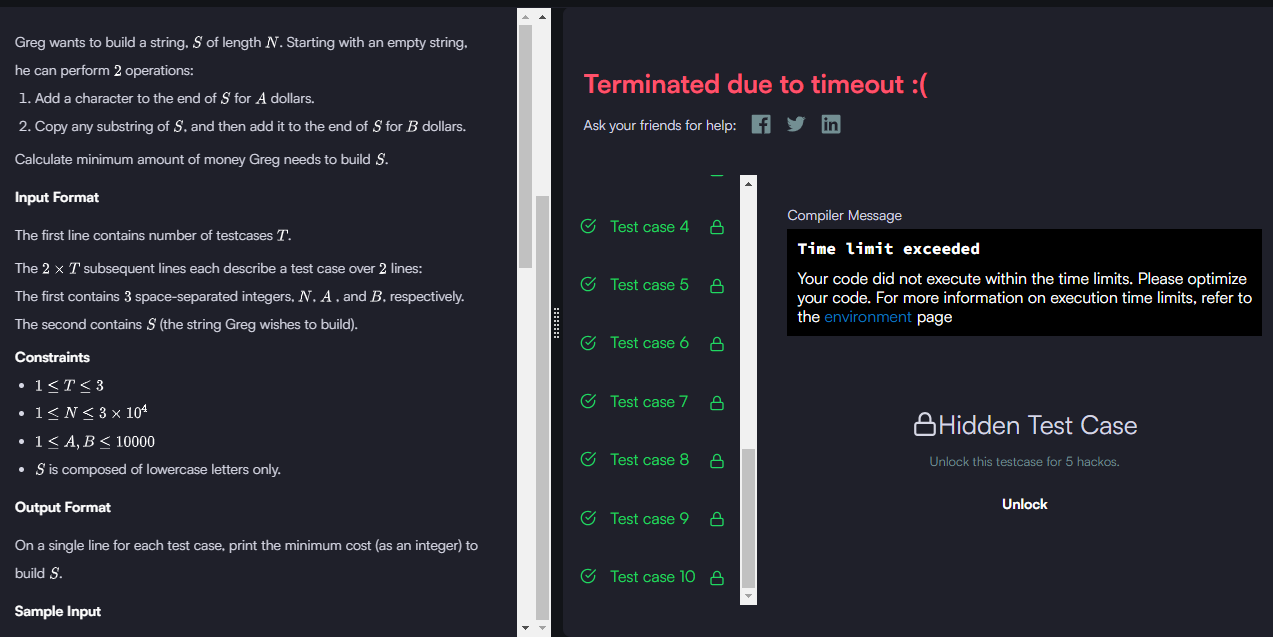 Greg wants to build a string, S of length N. Starting with an empty string,
he can perform 2 operations:
1. Add a character to the end of S for A dollars.
2. Copy any substring of S, and then add it to the end of S for B dollars.
Calculate minimum amount of money Greg needs to build S.
Input Format
The first line contains number of testcases T.
The 2 × T subsequent lines each describe a test case over 2 lines:
The first contains 3 space-separated integers, N, A , and B, respectively.
The second contains S (the string Greg wishes to build).
Constraints
• 1 ≤ T ≤ 3
• 1 ≤ N ≤ 3 × 10⁴
• 1 ≤ A, B ≤ 10000
• S is composed of lowercase letters only.
Output Format
On a single line for each test case, print the minimum cost (as an integer) to
build S.
Sample Input
Terminated due to timeout :(
Ask your friends for help:
Test case 4
Test case 5
Test case 6
Test case 7
Test case 8
Test case 9
Test case 10
Compiler Message
Time limit exceeded
Your code did not execute within the time limits. Please optimize
your code. For more information on execution time limits, refer to
the environment page
Hidden Test Case
Unlock this testcase for 5 hackos.
Unlock